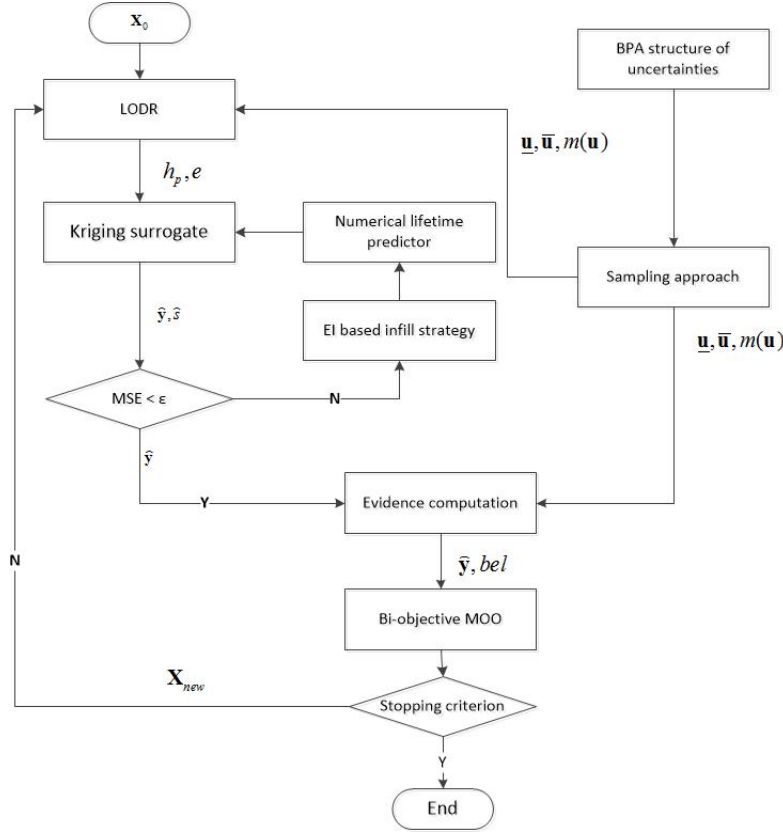 X₀
BPA structure of
uncertainties
LODR
u̲, u̅, m(u)
hₚ, e
Kriging surrogate
Numerical lifetime
predictor
Sampling approach
ŷ, ŝ
EI based infill strategy
u̲, u̅, m(u)
MSE < ε
N
ŷ
Y
Evidence computation
N
ŷ, bel
Bi-objective MOO
Xₙₑw
Stopping criterion
Y
End